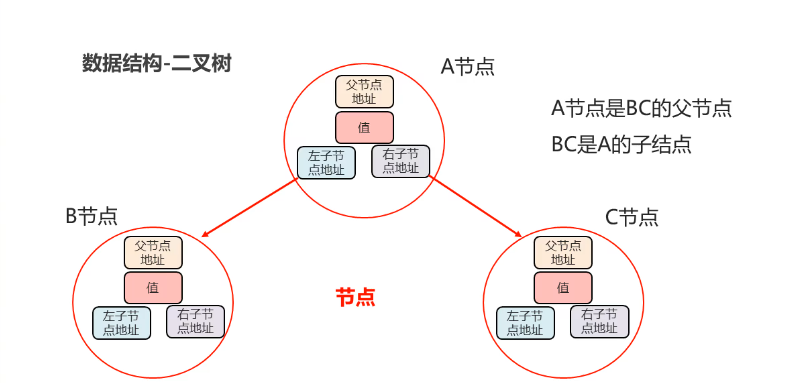 数据结构-二叉树
A节点
父节点
地址
值
左子节
点地址
右子节
点地址
A节点是BC的父节点
BC是A的子结点
B节点
父节点
地址
值
左子节
点地址
右子节
点地址
节点
C节点
父节点
地址
值
左子节
点地址
右子节
点地址